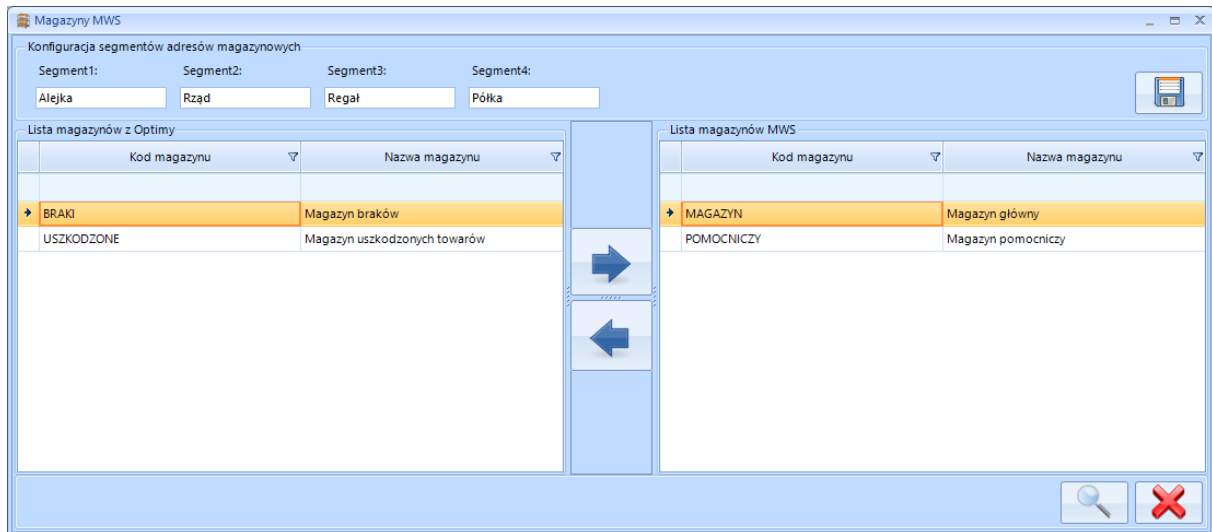 Magazyny MWS
Konfiguracja segmentów adresów magazynowych
Segment1: Segment2: Segment3: Segment4:
Alejka Rząd Regał Półka
Lista magazynów z Optimy
Kod magazynu Nazwa magazynu
BRAKI Magazyn braków
USZKODZONE Magazyn uszkodzonych towarów
Lista magazynów MWS
Kod magazynu Nazwa magazynu
MAGAZYN Magazyn główny
POMOCNICZY Magazyn pomocniczy